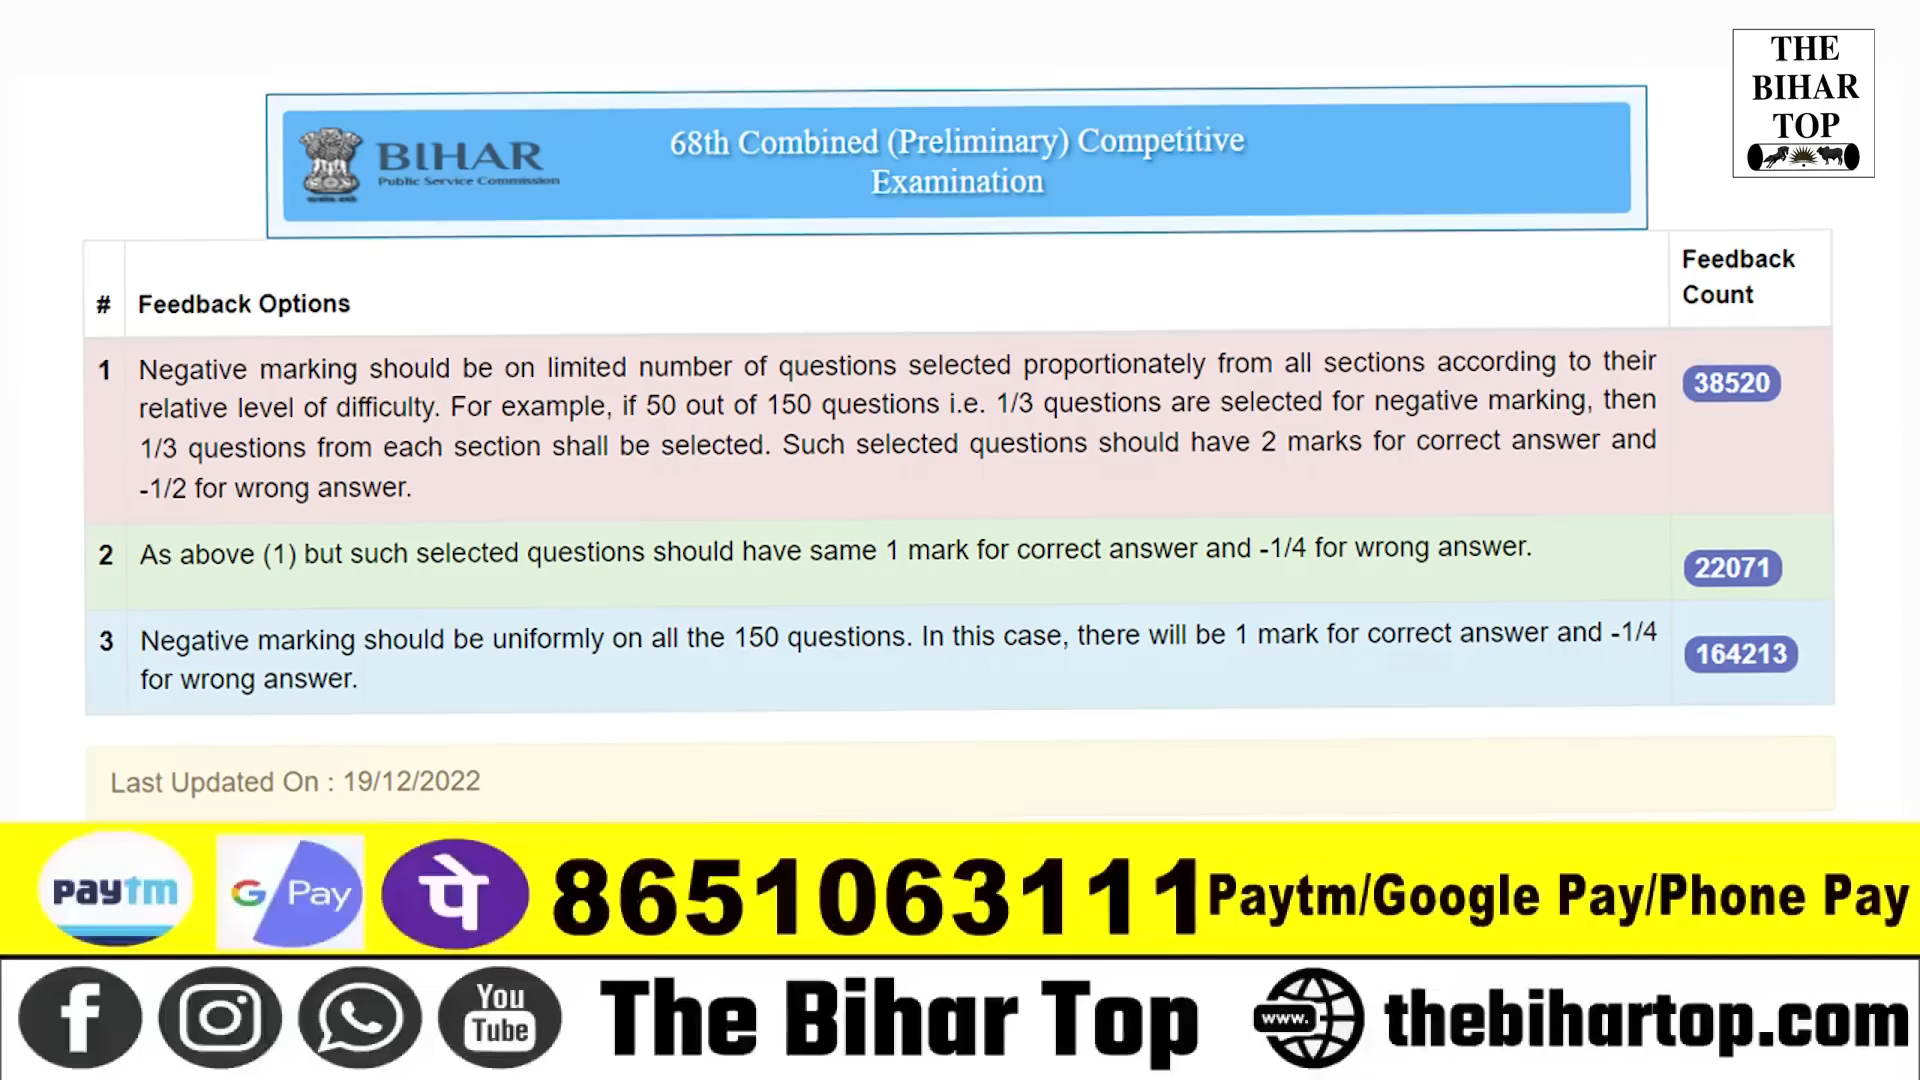 THE
BIHAR
TOP
BIHAR
Public Service Commission
68th Combined (Preliminary) Competitive
Examination
# Feedback Options Feedback
Count
1 Negative marking should be on limited number of questions selected proportionately from all sections according to their 38520
relative level of difficulty. For example, if 50 out of 150 questions i.e. 1/3 questions are selected for negative marking, then
1/3 questions from each section shall be selected. Such selected questions should have 2 marks for correct answer and
-1/2 for wrong answer.
2 As above (1) but such selected questions should have same 1 mark for correct answer and -1/4 for wrong answer. 22071
3 Negative marking should be uniformly on all the 150 questions. In this case, there will be 1 mark for correct answer and -1/4 164213
for wrong answer.
Last Updated On : 19/12/2022
paytm G Pay पे 8651063111 Paytm/Google Pay/Phone Pay
You
Tube
The Bihar Top www. thebihartop.com